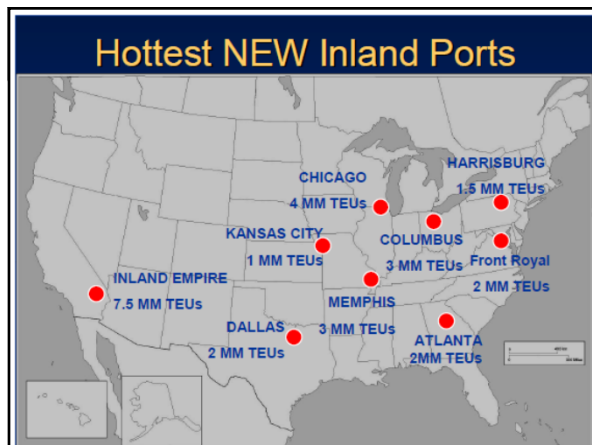 Hottest NEW Inland Ports
HARRISBURG
1.5 MM TEUs
CHICAGO
4 MM TEUs
KANSAS CITY
1 MM TEUs
COLUMBUS
3 MM TEUs
Front Royal
2 MM TEUs
INLAND EMPIRE
7.5 MM TEUs
MEMPHIS
3 MM TEUs
DALLAS
2 MM TEUs
ATLANTA
2MM TEUs